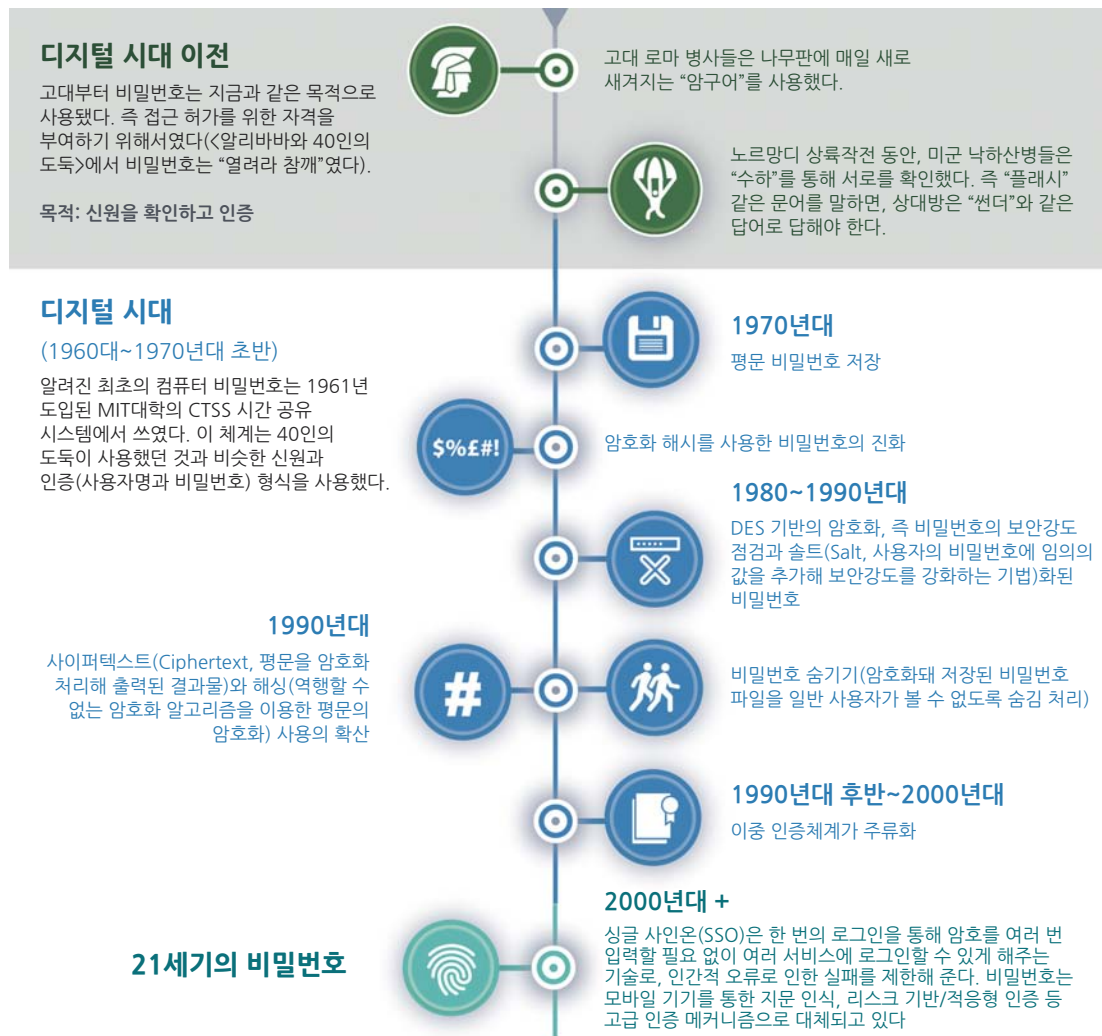 디지털 시대 이전
고대부터 비밀번호는 지금과 같은 목적으로
사용됐다. 즉 접근 허가를 위한 자격을
부여하기 위해서였다(<알리바바와 40인의
도둑>에서 비밀번호는 “열려라 참깨”였다).
목적: 신원을 확인하고 인증
고대 로마 병사들은 나무판에 매일 새로
새겨지는 “암구어”를 사용했다.
노르망디 상륙작전 동안, 미군 낙하산병들은
“수하”를 통해 서로를 확인했다. 즉 “플래시”
같은 문어를 말하면, 상대방은 “썬더”와 같은
답어로 답해야 한다.
디지털 시대
(1960대~1970년대 초반)
알려진 최초의 컴퓨터 비밀번호는 1961년
도입된 MIT대학의 CTSS 시간 공유
시스템에서 쓰였다. 이 체계는 40인의
도둑이 사용했던 것과 비슷한 신원과
인증(사용자명과 비밀번호) 형식을 사용했다.
1970년대
평문 비밀번호 저장
$%£#!
암호화 해시를 사용한 비밀번호의 진화
1980~1990년대
DES 기반의 암호화, 즉 비밀번호의 보안강도
점검과 솔트(Salt, 사용자의 비밀번호에 임의의
값을 추가해 보안강도를 강화하는 기법)화된
비밀번호
1990년대
사이퍼텍스트(Ciphertext, 평문을 암호화
처리해 출력된 결과물)와 해싱(역행할 수
없는 암호화 알고리즘을 이용한 평문의
암호화) 사용의 확산
#
비밀번호 숨기기(암호화돼 저장된 비밀번호
파일을 일반 사용자가 볼 수 없도록 숨김 처리)
1990년대 후반~2000년대
이중 인증체계가 주류화
21세기의 비밀번호
2000년대 +
싱글 사인온(SSO)은 한 번의 로그인을 통해 암호를 여러 번
입력할 필요 없이 여러 서비스에 로그인할 수 있게 해주는
기술로, 인간적 오류로 인한 실패를 제한해 준다. 비밀번호는
모바일 기기를 통한 지문 인식, 리스크 기반/적응형 인증 등
고급 인증 메커니즘으로 대체되고 있다